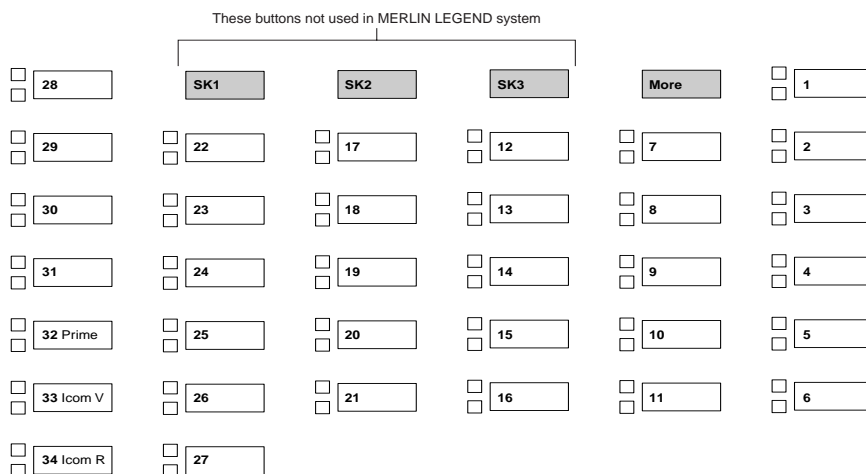 These buttons not used in MERLIN LEGEND system
28 SK1 SK2 SK3 More 1
29 22 17 12 7 2
30 23 18 13 8 3
31 24 19 14 9 4
32 Prime 25 20 15 10 5
33 Icom V 26 21 16 11 6
34 Icom R 27